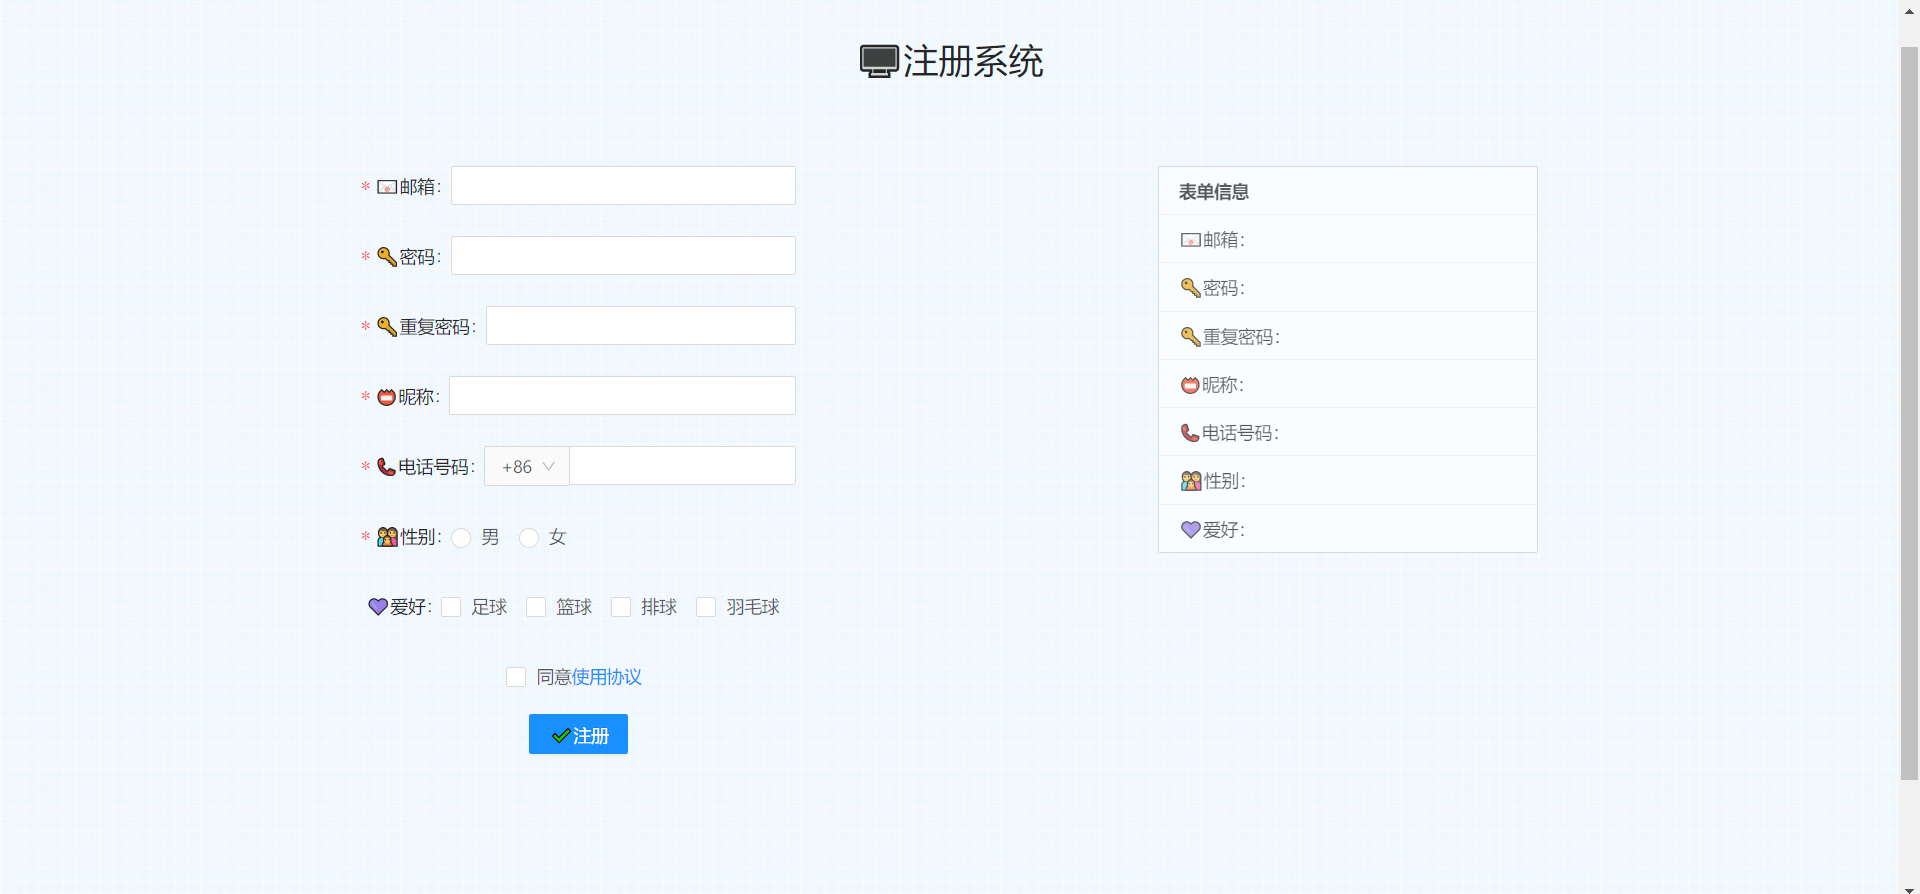 注册系统
* 邮箱:
* 密码:
* 重复密码:
* 昵称:
* 电话号码: +86
* 性别: 男 女
爱好: 足球 篮球 排球 羽毛球
同意使用协议
注册
表单信息
邮箱:
密码:
重复密码:
昵称:
电话号码:
性别:
爱好: